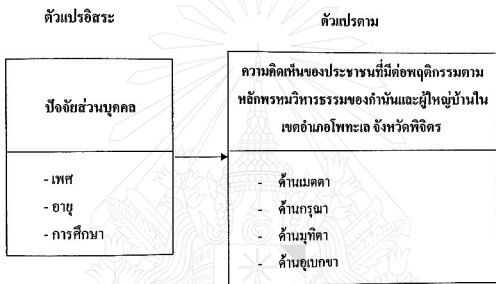 ตัวแปรอิสระ
ตัวแปรตาม
ปัจจัยส่วนบุคคล
- เพศ
- อายุ
- การศึกษา
ความคิดเห็นของประชาชนที่มีต่อพฤติกรรมตาม
หลักพรหมวิหารธรรมของกำนันและผู้ใหญ่บ้านใน
เขตอำเภอโพทะเล จังหวัดพิจิตร
- ด้านเมตตา
- ด้านกรุณา
- ด้านมุทิตา
- ด้านอุเบกขา